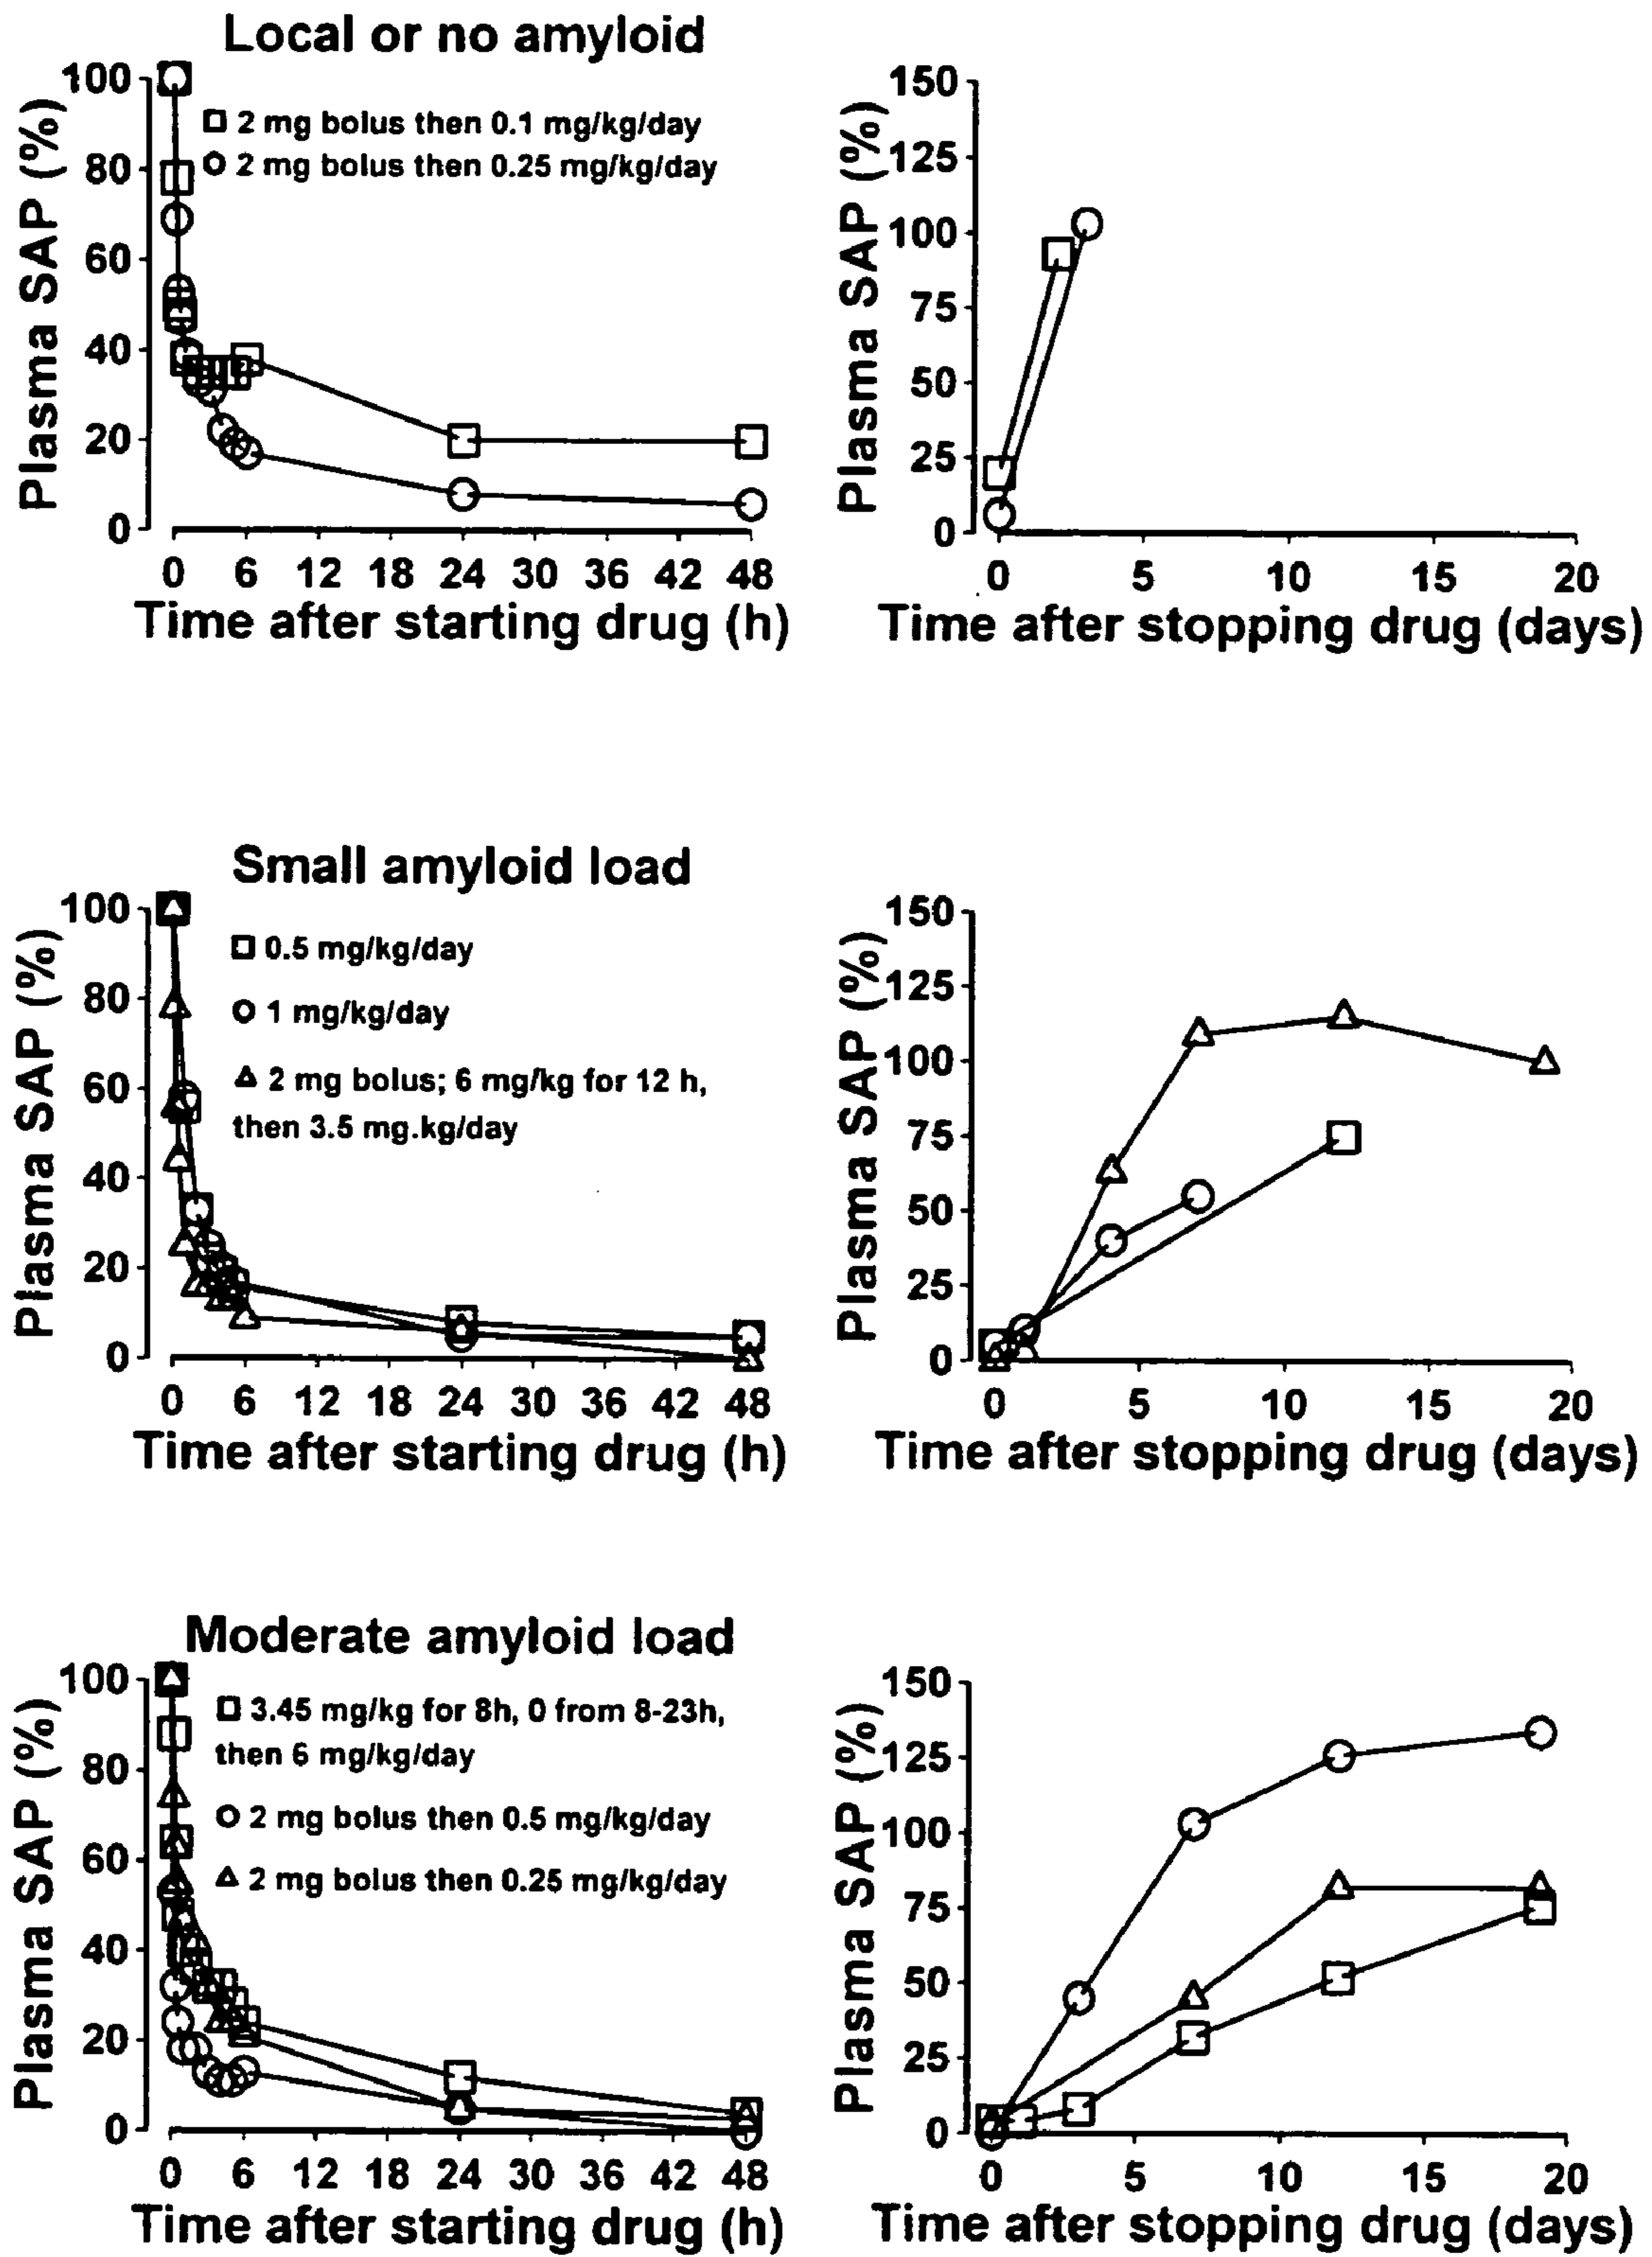 Local or no amyloid
Plasma SAP (%)
100
80
60
40
20
0
2 mg bolus then 0.1 mg/kg/day
2 mg bolus then 0.25 mg/kg/day
0 6 12 18 24 30 36 42 48
Time after starting drug (h)
Plasma SAP (%)
150
125
100
75
50
25
0
0 5 10 15 20
Time after stopping drug (days)
Small amyloid load
Plasma SAP (%)
100
80
60
40
20
0
0.5 mg/kg/day
1 mg/kg/day
2 mg bolus; 6 mg/kg for 12 h,
then 3.5 mg.kg/day
0 6 12 18 24 30 36 42 48
Time after starting drug (h)
Plasma SAP (%)
150
125
100
75
50
25
0
0 5 10 15 20
Time after stopping drug (days)
Moderate amyloid load
Plasma SAP (%)
100
80
60
40
20
0
3.45 mg/kg for 8h, 0 from 8-23h,
then 6 mg/kg/day
2 mg bolus then 0.5 mg/kg/day
2 mg bolus then 0.25 mg/kg/day
0 6 12 18 24 30 36 42 48
Time after starting drug (h)
Plasma SAP (%)
150
125
100
75
50
25
0
0 5 10 15 20
Time after stopping drug (days)